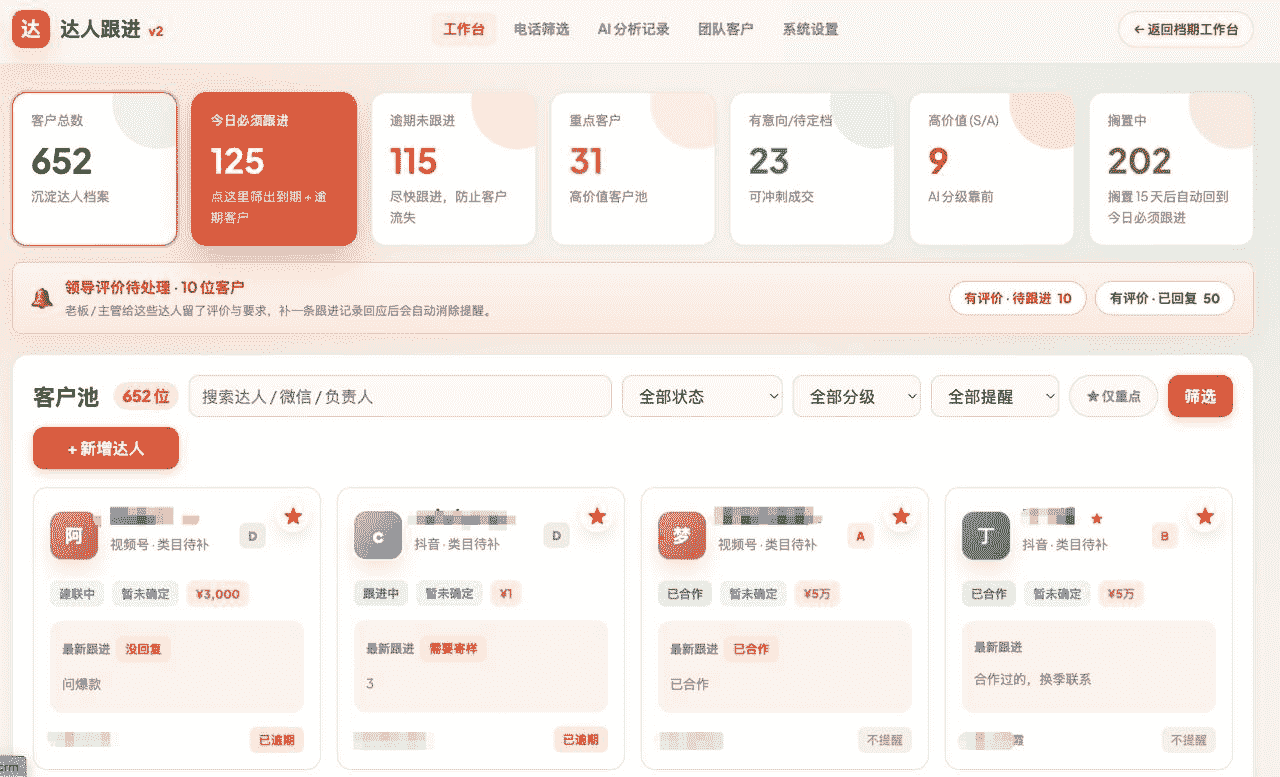 达 达人跟进 v2
工作台 电话筛选 AI分析记录 团队客户 系统设置
← 返回档期工作台
客户总数
652
沉淀达人档案
今日必须跟进
125
点这里筛出到期 + 逾
期客户
逾期未跟进
115
尽快跟进，防止客户
流失
重点客户
31
高价值客户池
有意向/待定档
23
可冲刺成交
高价值(S/A)
9
AI分级靠前
搁置中
202
搁置15天后自动回到
今日必须跟进
领导评价待处理 · 10 位客户
老板 / 主管给这些达人留了评价与要求，补一条跟进记录回应后会自动消除提醒。
有评价 · 待跟进 10
有评价 · 已回复 50
客户池 652 位 搜索达人 / 微信 / 负责人 全部状态 全部分级 全部提醒 ★仅重点 筛选
+ 新增达人
阿
视频号 · 类目待补
D
建联中 暂未确定 ¥3,000
最新跟进 没回复
问爆款
已逾期
C
抖音 · 类目待补
D
跟进中 暂未确定 ¥1
最新跟进 需要寄样
3
已逾期
梦
视频号 · 类目待补
A
已合作 暂未确定 ¥5万
最新跟进 已合作
已合作
不提醒
丁
抖音 · 类目待补
B
已合作 暂未确定 ¥5万
最新跟进
合作过的，换季联系
不提醒